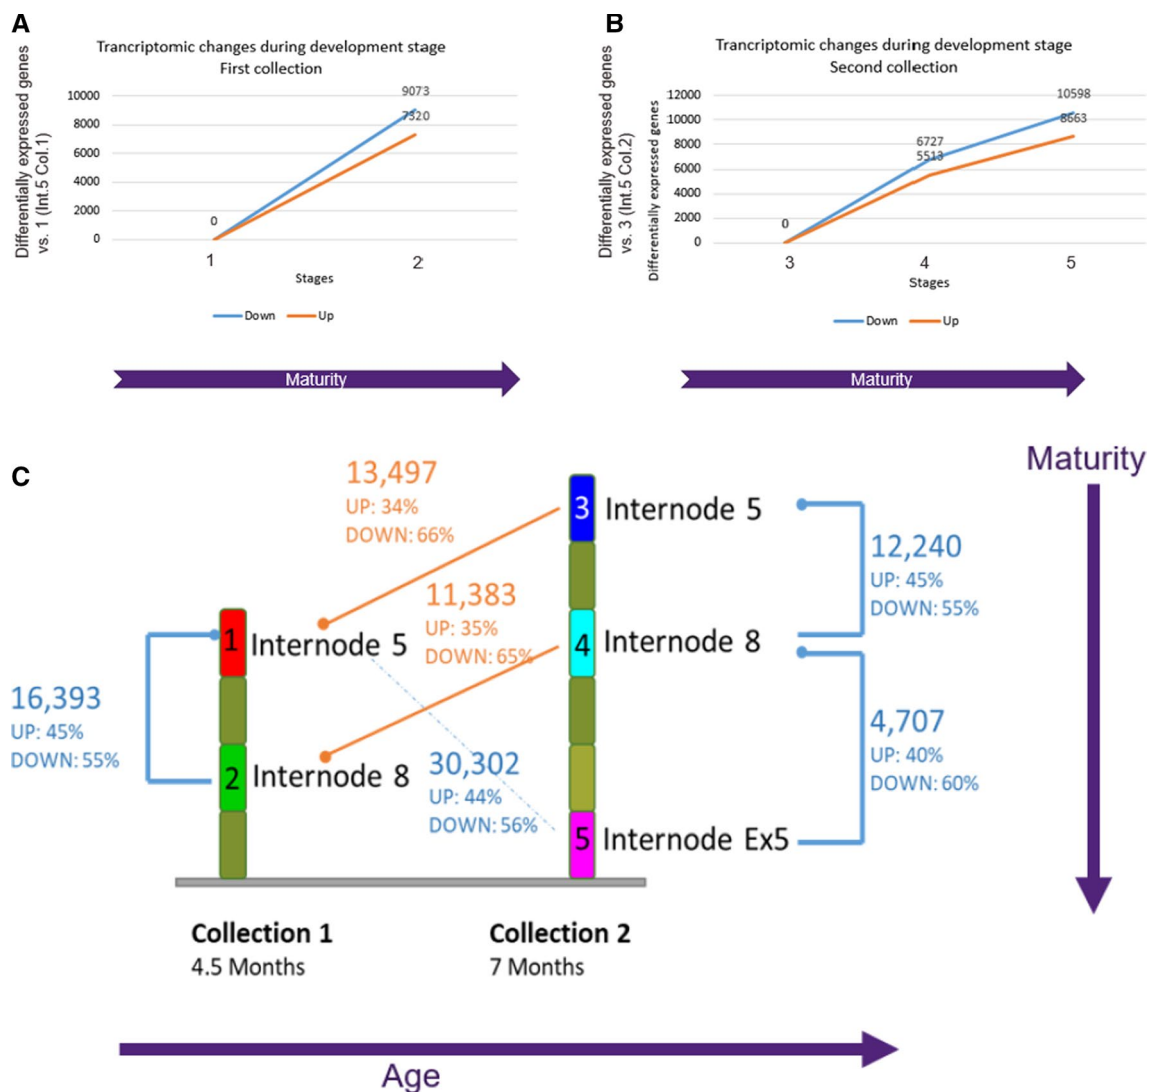 A
Trancriptomic changes during development stage
First collection
Differentially expressed genes
vs. 1 (Int.5 Col.1)
10000
8000
6000
4000
2000
0
9073
7320
0
1
2
Stages
Down
Up
Maturity
B
Trancriptomic changes during development stage
Second collection
Differentially expressed genes
vs. 3 (Int.5 Col.2)
Differentially expressed genes
12000
10000
8000
6000
4000
2000
0
10598
8663
6727
5513
0
3
4
5
Stages
Down
Up
Maturity
C
Maturity
13,497
UP: 34%
DOWN: 66%
3
Internode 5
12,240
UP: 45%
DOWN: 55%
11,383
UP: 35%
DOWN: 65%
1
Internode 5
4
Internode 8
16,393
UP: 45%
DOWN: 55%
4,707
UP: 40%
DOWN: 60%
2
Internode 8
30,302
UP: 44%
DOWN: 56%
5
Internode Ex5
Collection 1
4.5 Months
Collection 2
7 Months
Age